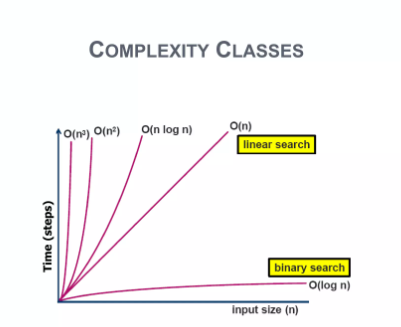 COMPLEXITY CLASSES
O(n³) O(n²) O(n log n) O(n)
linear search
Time (steps)
binary search
O(log n)
input size (n)